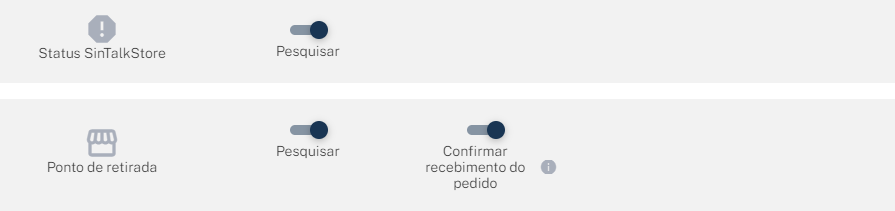 Status SinTalkStore
Pesquisar
Ponto de retirada
Pesquisar
Confirmar
recebimento do
pedido